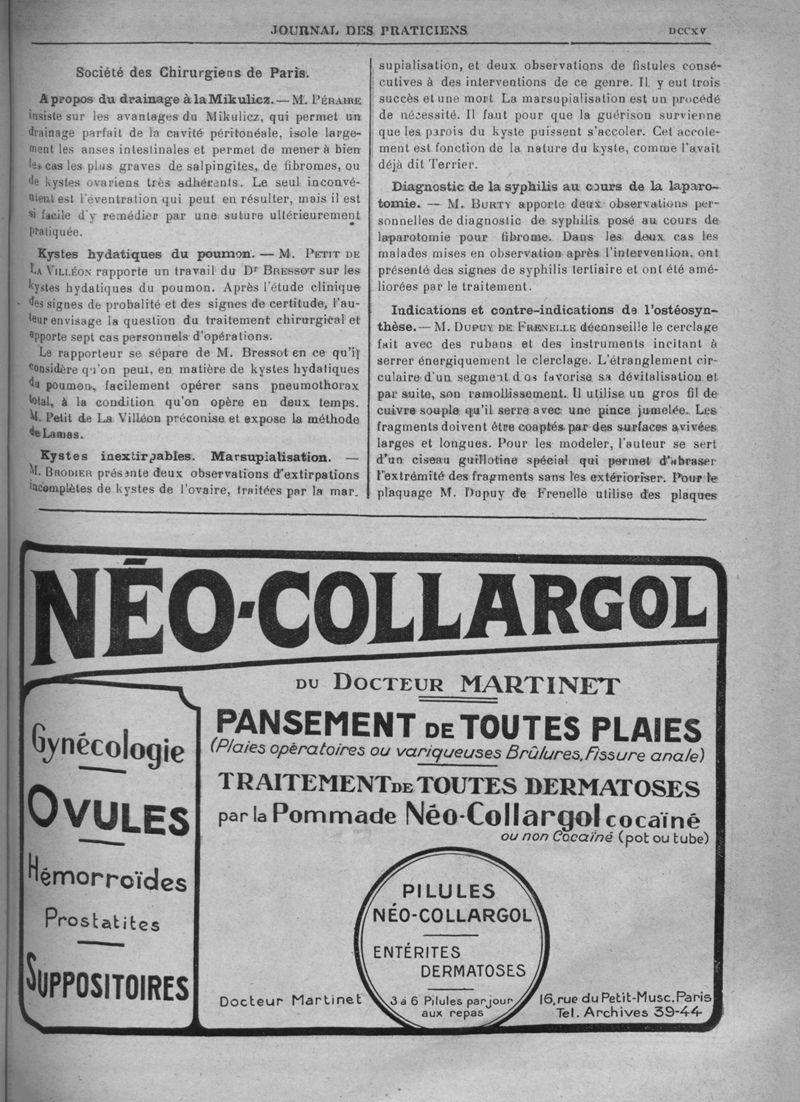 JOURNAL DES PRATICIENS
DCCXV
Société des Chirurgiens de Paris.
A propos du drainage à la Mikulicz. — M. PÉRAIRE
insiste sur les avantages du Mikulicz, qui permet un
drainage parfait de la cavité péritonéale, isole large-
ment les anses intestinales et permet de mener à bien
les cas les plus graves de salpingites, de fibromes, ou
de kystes ovariens très adhérents. Le seul inconvé-
nient est l'éventration qui peut en résulter, mais il est
si facile d'y remédier par une suture ultérieurement
pratiquée.
Kystes hydatiques du poumon. — M. PETIT DE
LA VILLÉON rapporte un travail du Dr BRESSOT sur les
kystes hydatiques du poumon. Après l'étude clinique
des signes de probalité et des signes de certitude, l'au-
teur envisage la question du traitement chirurgical et
apporte sept cas personnels d'opérations.
Le rapporteur se sépare de M. Bressot en ce qu'il
considère qu'on peut, en matière de kystes hydatiques
du poumon, facilement opérer sans pneumothorax
total, à la condition qu'on opère en deux temps.
M. Petit de La Villéon préconise et expose la méthode
de Lamas.
Kystes inextirpables. Marsupialisation. —
M. BRODIER présente deux observations d'extirpations
incomplètes de kystes de l'ovaire, traitées par la mar.
supialisation, et deux observations de fistules consé-
cutives à des interventions de ce genre. Il y eut trois
succès et une mort. La marsupialisation est un procédé
de nécessité. Il faut pour que la guérison survienne
que les parois du kyste puissent s'accoler. Cet accole-
ment est fonction de la nature du kyste, comme l'avait
déjà dit Terrier.
Diagnostic de la syphilis au cours de la laparo-
tomie. — M. BURTY apporte deux observations per-
sonnelles de diagnostic de syphilis posé au cours de
laparotomie pour fibrome. Dans les deux cas les
malades mises en observation après l'intervention, ont
présenté des signes de syphilis tertiaire et ont été amé-
liorées par le traitement.
Indications et contre-indications de l'ostéosyn-
thèse. — M. DUPUY DE FRENELLE déconseille le cerclage
fait avec des rubans et des instruments incitant à
serrer énergiquement le clerclage. L'étranglement cir-
culaire d'un segment d'os favorise sa dévitalisation et
par suite, son ramollissement. Il utilise un gros fil de
cuivre souple qu'il serre avec une pince jumelée. Les
fragments doivent être coaptés par des surfaces avivées
larges et longues. Pour les modeler, l'auteur se sert
d'un ciseau guillotine spécial qui permet d'abraser
l'extrémité des fragments sans les extérioriser. Pour le
plaquage M. Dupuy de Frenelle utilise des plaques
NÉO-COLLARGOL
DU DOCTEUR MARTINET
Gynécologie
OVULES
Hémorroïdes
Prostatites
SUPPOSITOIRES
PANSEMENT DE TOUTES PLAIES
(Plaies opératoires ou variqueuses Brûlures, Fissure anale)
TRAITEMENT DE TOUTES DERMATOSES
par la Pommade Néo-Collargol cocaïné
ou non Cocaïné (pot ou tube)
PILULES
NÉO-COLLARGOL
ENTÉRITES
DERMATOSES
3 à 6 Pilules par jour
aux repas
Docteur Martinet
16, rue du Petit-Musc. Paris
Tel. Archives 39-44